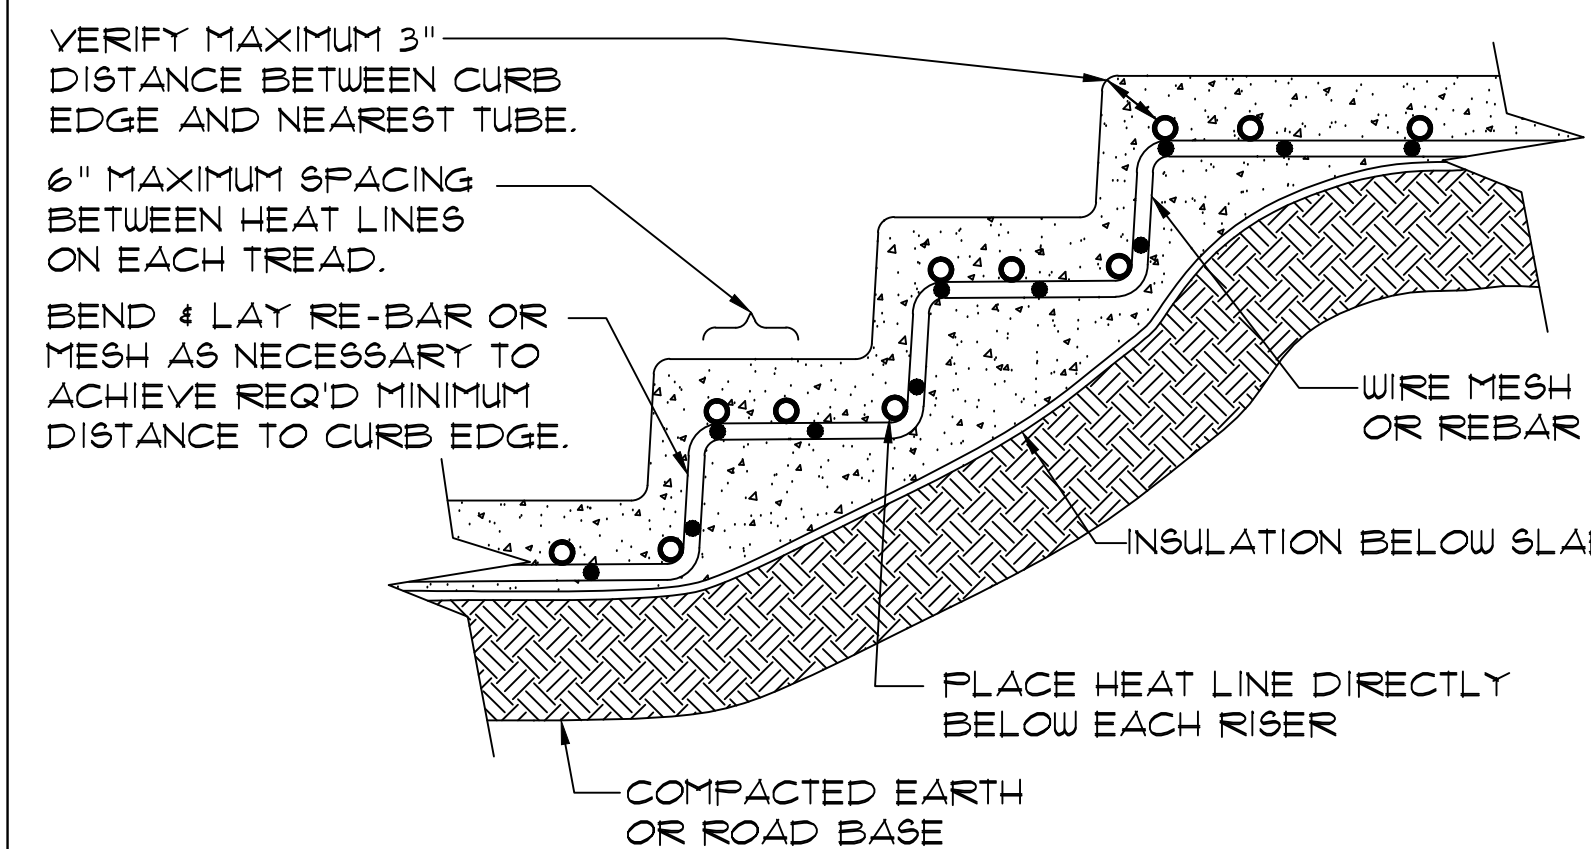 VERIFY MAXIMUM 3"
DISTANCE BETWEEN CURB
EDGE AND NEAREST TUBE.
6" MAXIMUM SPACING
BETWEEN HEAT LINES
ON EACH TREAD.
BEND & LAY RE-BAR OR
MESH AS NECESSARY TO
ACHIEVE REQ'D MINIMUM
DISTANCE TO CURB EDGE.
WIRE MESH
OR REBAR
INSULATION BELOW SLAB
PLACE HEAT LINE DIRECTLY
BELOW EACH RISER
COMPACTED EARTH
OR ROAD BASE